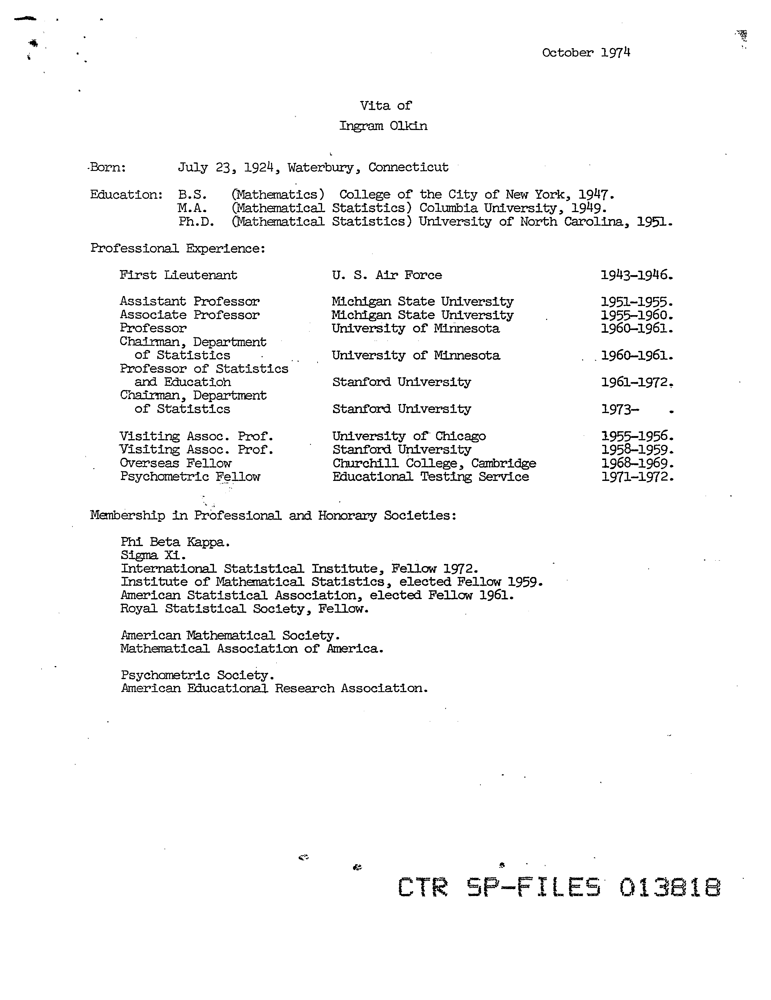 October 1974
Vita of
Ingram Olkin
Born: July 23, 1924, Waterbury, Connecticut
Education: B.S. (Mathematics) College of the City of New York, 1947.
M.A. (Mathematical Statistics) Columbia University, 1949.
Ph.D. (Mathematical Statistics) University of North Carolina, 1951.
Professional Experience:
First Lieutenant U. S. Air Force 1943-1946.
Assistant Professor Michigan State University 1951-1955.
Associate Professor Michigan State University 1955-1960.
Professor University of Minnesota 1960-1961.
Chairman, Department
of Statistics University of Minnesota 1960-1961.
Professor of Statistics
and Education Stanford University 1961-1972.
Chairman, Department
of Statistics Stanford University 1973- .
Visiting Assoc. Prof. University of Chicago 1955-1956.
Visiting Assoc. Prof. Stanford University 1958-1959.
Overseas Fellow Churchill College, Cambridge 1968-1969.
Psychometric Fellow Educational Testing Service 1971-1972.
Membership in Professional and Honorary Societies:
Phi Beta Kappa.
Sigma Xi.
International Statistical Institute, Fellow 1972.
Institute of Mathematical Statistics, elected Fellow 1959.
American Statistical Association, elected Fellow 1961.
Royal Statistical Society, Fellow.
American Mathematical Society.
Mathematical Association of America.
Psychometric Society.
American Educational Research Association.
CTR SP-FILES 013818